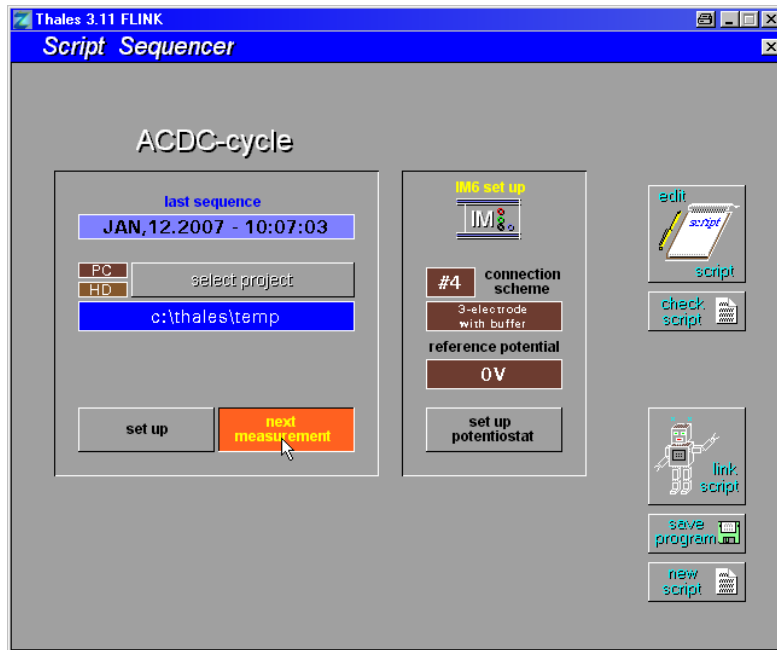 Thales 3.11 FLINK
Script Sequencer
ACDC-cycle
last sequence
JAN,12.2007 - 10:07:03
PC
HD
select project
c:\thales\temp
set up
next
measurement
IM6 set up
IM
#4
connection
scheme
3-electrode
with buffer
reference potential
0V
set up
potentiostat
edit
script
script
check
script
link
script
save
program
new
script